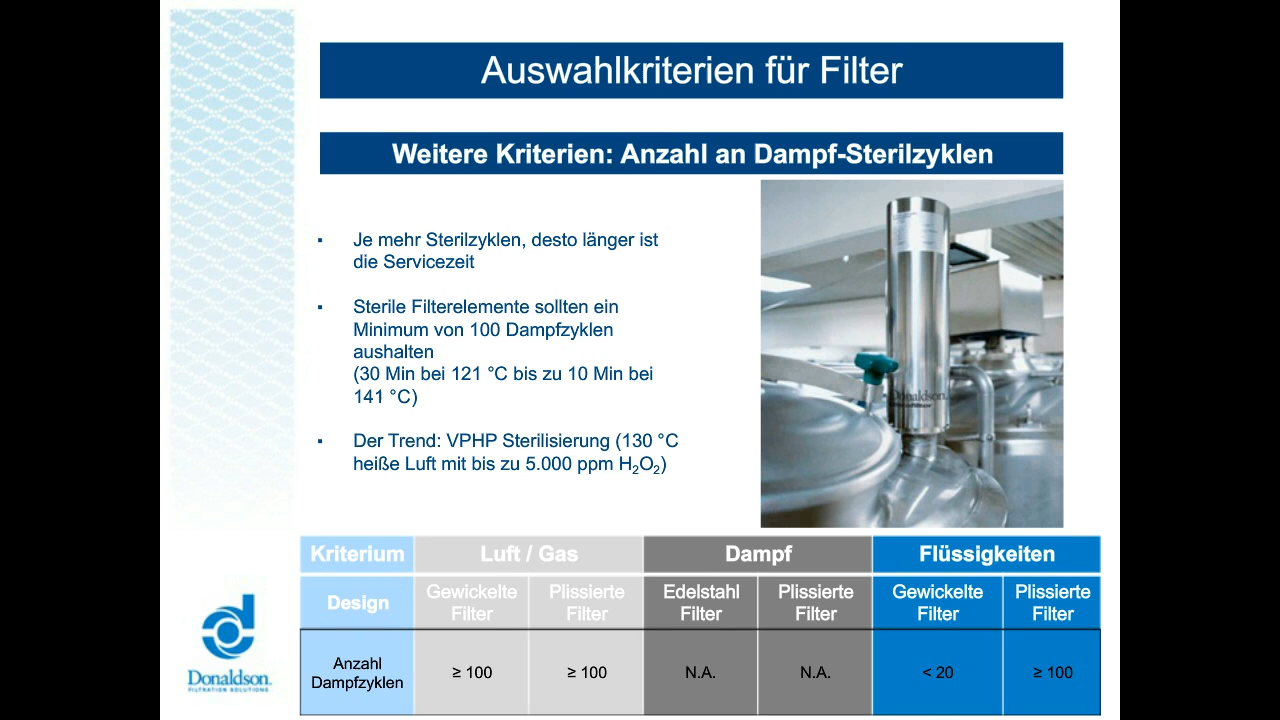 Auswahlkriterien für Filter
Weitere Kriterien: Anzahl an Dampf-Sterilzyklen
▪ Je mehr Sterilzyklen, desto länger ist
die Servicezeit
▪ Sterile Filterelemente sollten ein
Minimum von 100 Dampfzyklen
aushalten
(30 Min bei 121 °C bis zu 10 Min bei
141 °C)
▪ Der Trend: VPHP Sterilisierung (130 °C
heiße Luft mit bis zu 5.000 ppm H₂O₂)
Donaldson
Kriterium Luft / Gas Dampf Flüssigkeiten
Design Gewickelte Filter Plissierte Filter Edelstahl Filter Plissierte Filter Gewickelte Filter Plissierte Filter
Anzahl Dampfzyklen ≥ 100 ≥ 100 N.A. N.A. < 20 ≥ 100
Donaldson.
FILTRATION SOLUTIONS